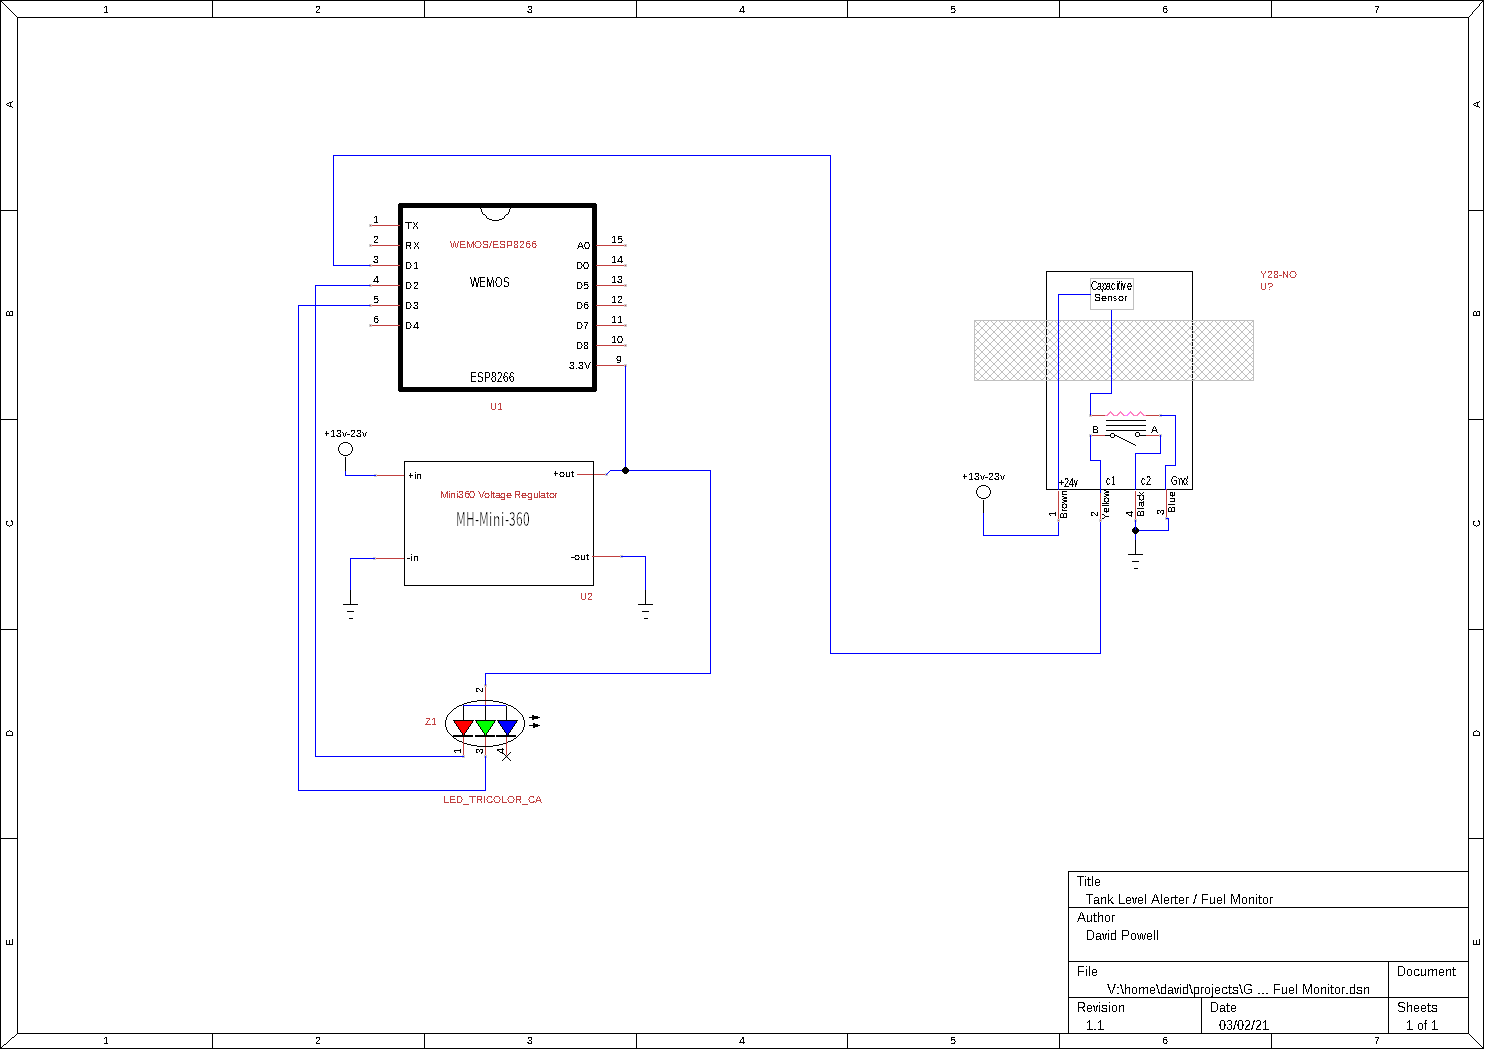 1 2 3 4 5 6 7
A A
B B
C C
D D
E E
1 TX
2 RX
3 D1
4 D2
5 D3
6 D4
WEMOS/ESP8266
WEMOS
ESP8266
A0 15
D0 14
D5 13
D6 12
D7 11
D8 10
3.3V 9
U1
+13v-23v
+in
+out
Mini360 Voltage Regulator
MH-Mini-360
-in
-out
U2
2
Z1
1 3 4
LED_TRICOLOR_CA
Y28-NO
U?
Capacitive
Sensor
B A
+13v-23v
+24v c1 c2 Gnd
1 Brown
2 Yellow
4 Black
3 Blue
Title
Tank Level Alerter / Fuel Monitor
Author
David Powell
File
V:\home\david\projects\G ... Fuel Monitor.dsn
Document
Revision
1.1
Date
03/02/21
Sheets
1 of 1
1 2 3 4 5 6 7